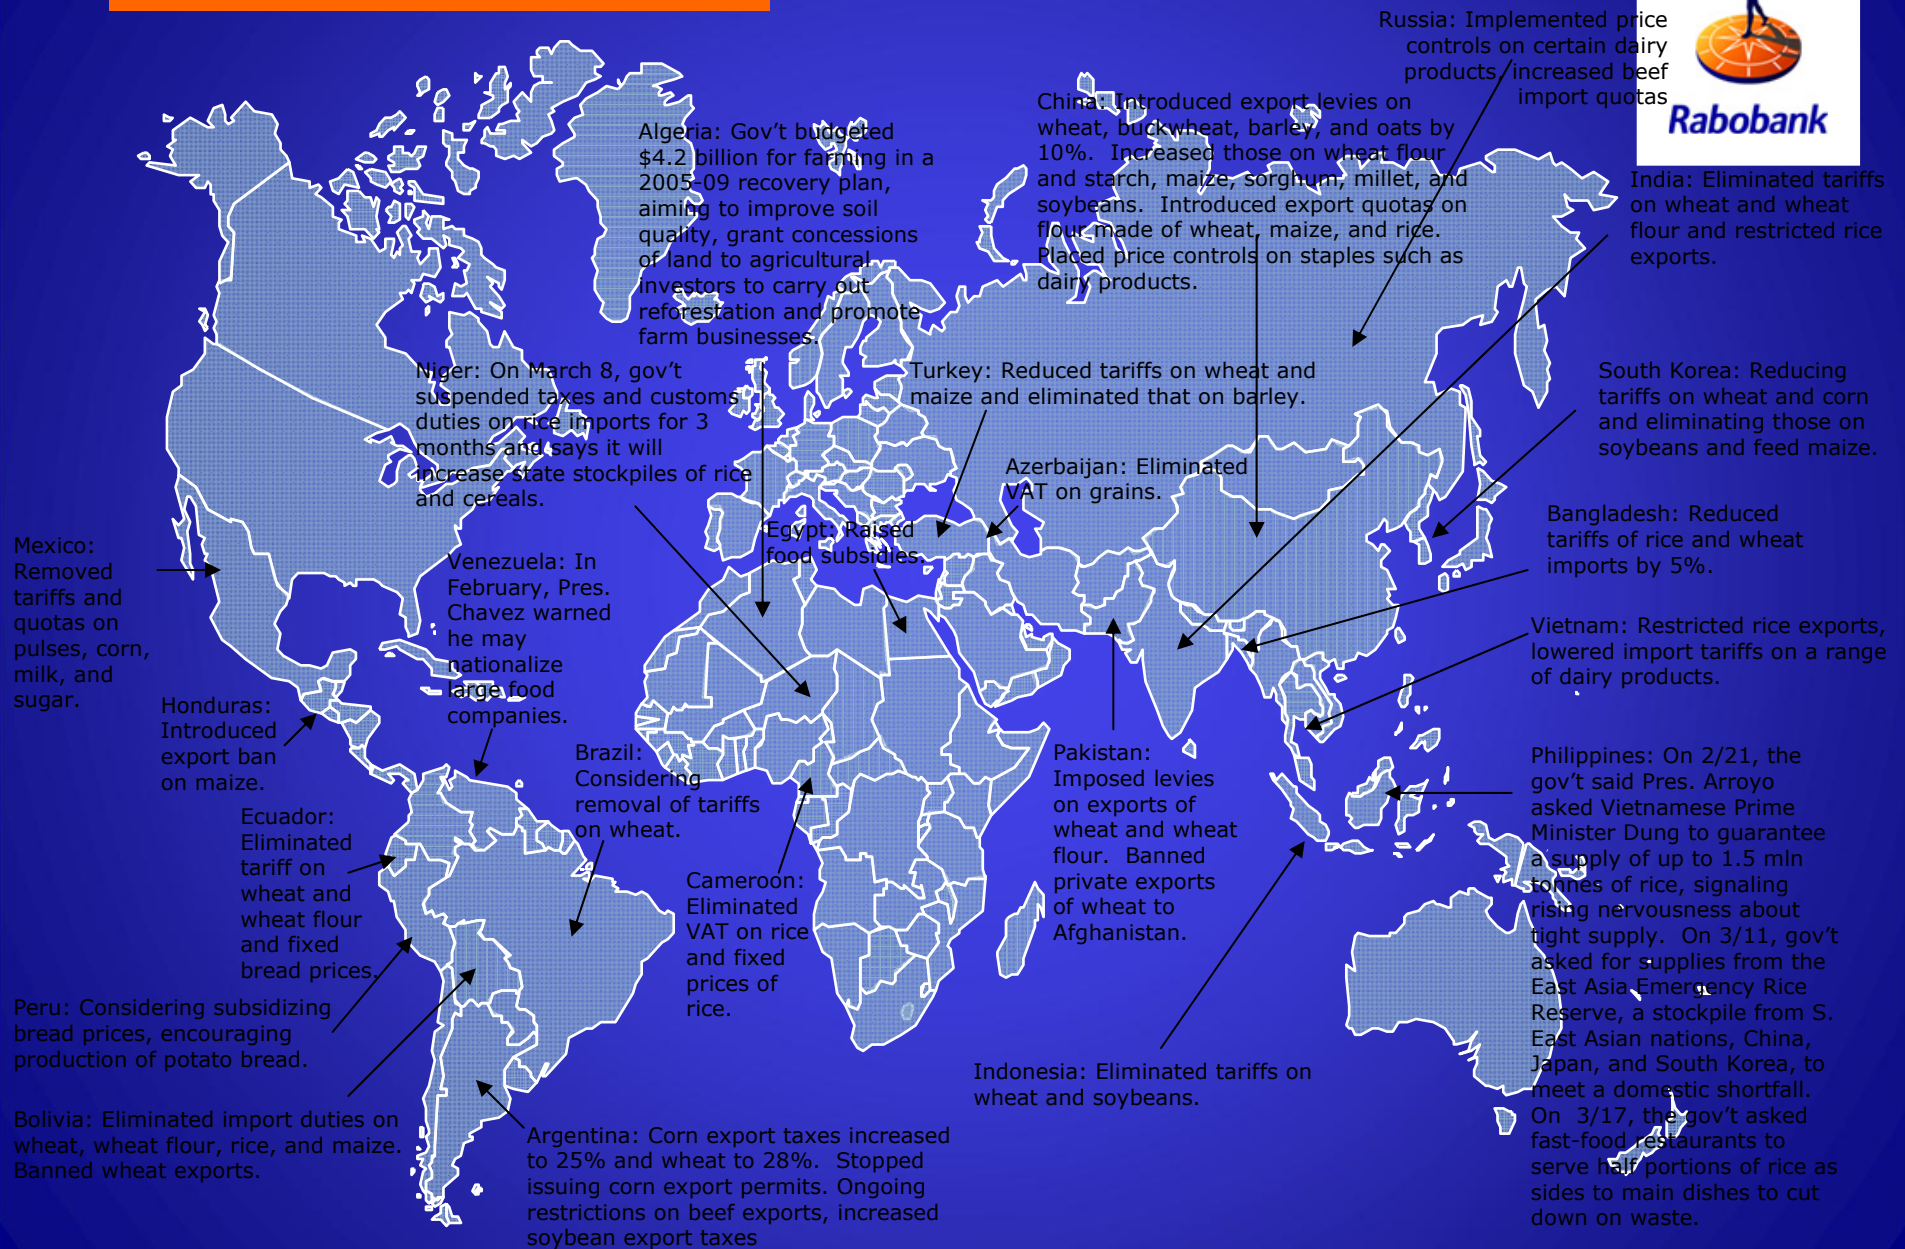 Russia: Implemented price
controls on certain dairy
products, increased beef
import quotas
Rabobank
China: Introduced export levies on
wheat, buckwheat, barley, and oats by
10%.  Increased those on wheat flour
and starch, maize, sorghum, millet, and
soybeans.  Introduced export quotas on
flour made of wheat, maize, and rice.
Placed price controls on staples such as
dairy products.
Algeria: Gov't budgeted
$4.2 billion for farming in a
2005-09 recovery plan,
aiming to improve soil
quality, grant concessions
of land to agricultural
investors to carry out
reforestation and promote
farm businesses.
India: Eliminated tariffs
on wheat and wheat
flour and restricted rice
exports.
Niger: On March 8, gov't
suspended taxes and customs
duties on rice imports for 3
months and says it will
increase state stockpiles of rice
and cereals.
Turkey: Reduced tariffs on wheat and
maize and eliminated that on barley.
South Korea: Reducing
tariffs on wheat and corn
and eliminating those on
soybeans and feed maize.
Azerbaijan: Eliminated
VAT on grains.
Egypt: Raised
food subsidies.
Bangladesh: Reduced
tariffs of rice and wheat
imports by 5%.
Mexico:
Removed
tariffs and
quotas on
pulses, corn,
milk, and
sugar.
Venezuela: In
February, Pres.
Chavez warned
he may
nationalize
large food
companies.
Vietnam: Restricted rice exports,
lowered import tariffs on a range
of dairy products.
Honduras:
Introduced
export ban
on maize.
Brazil:
Considering
removal of tariffs
on wheat.
Pakistan:
Imposed levies
on exports of
wheat and wheat
flour.  Banned
private exports
of wheat to
Afghanistan.
Philippines: On 2/21, the
gov't said Pres. Arroyo
asked Vietnamese Prime
Minister Dung to guarantee
a supply of up to 1.5 mln
tonnes of rice, signaling
rising nervousness about
tight supply.  On 3/11, gov't
asked for supplies from the
East Asia Emergency Rice
Reserve, a stockpile from S.
East Asian nations, China,
Japan, and South Korea, to
meet a domestic shortfall.
On  3/17, the gov't asked
fast-food restaurants to
serve half portions of rice as
sides to main dishes to cut
down on waste.
Ecuador:
Eliminated
tariff on
wheat and
wheat flour
and fixed
bread prices.
Cameroon:
Eliminated
VAT on rice
and fixed
prices of
rice.
Peru: Considering subsidizing
bread prices, encouraging
production of potato bread.
Indonesia: Eliminated tariffs on
wheat and soybeans.
Bolivia: Eliminated import duties on
wheat, wheat flour, rice, and maize.
Banned wheat exports.
Argentina: Corn export taxes increased
to 25% and wheat to 28%.  Stopped
issuing corn export permits. Ongoing
restrictions on beef exports, increased
soybean export taxes